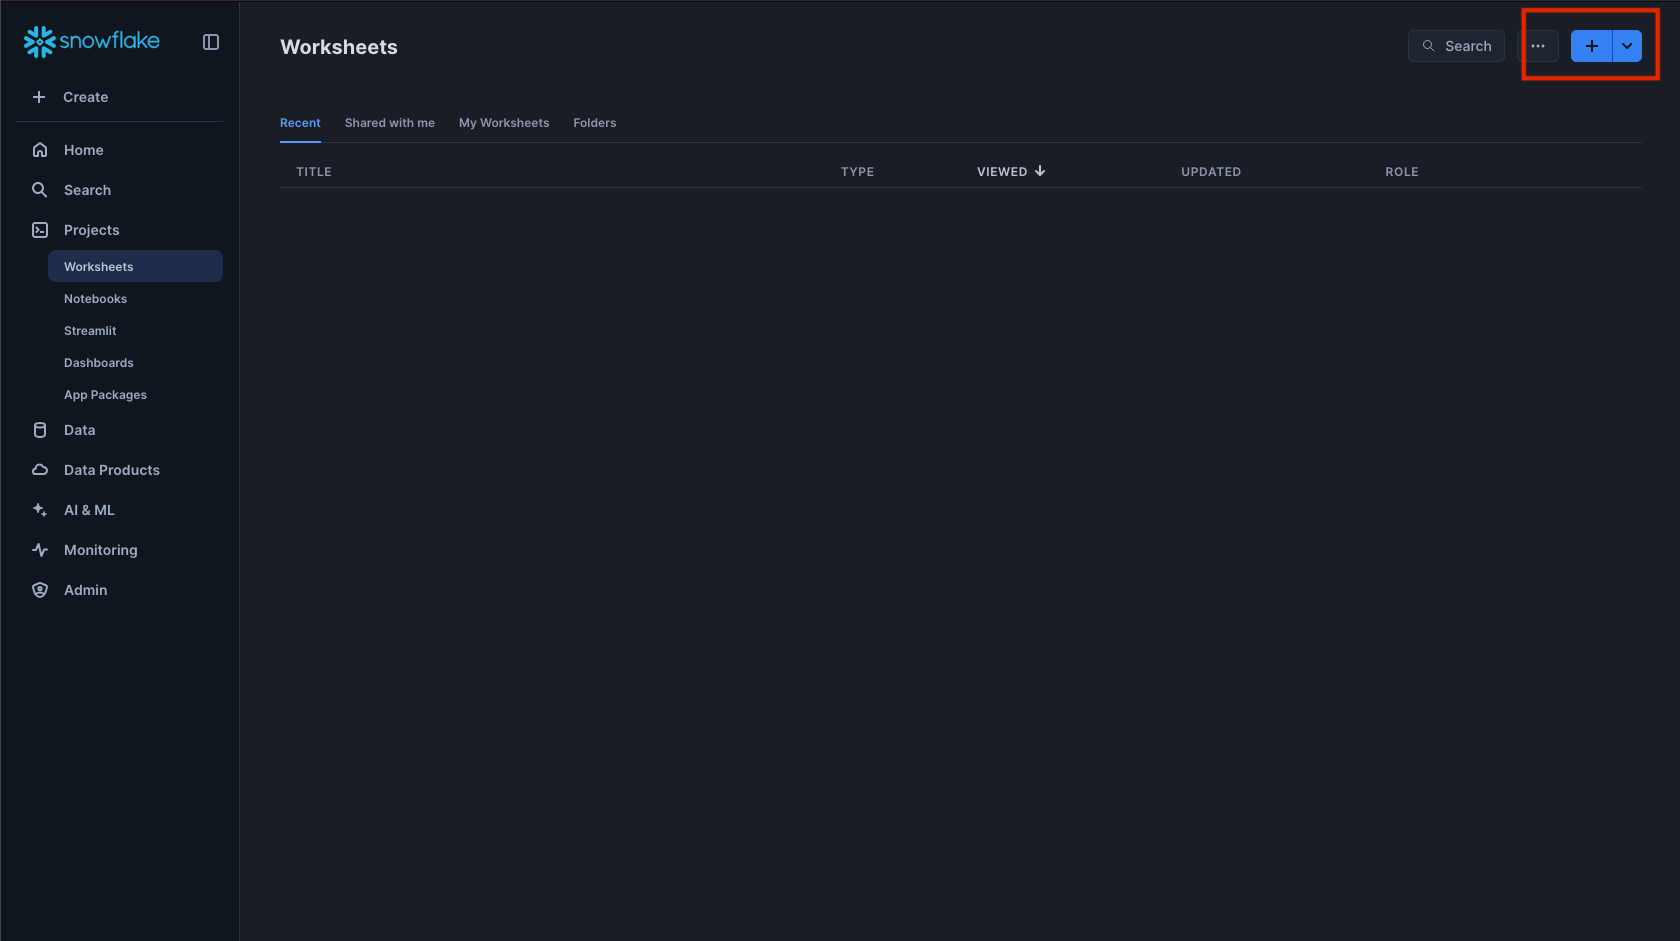 snowflake
Create
Home
Search
Projects
Worksheets
Notebooks
Streamlit
Dashboards
App Packages
Data
Data Products
AI & ML
Monitoring
Admin
Worksheets
Search
Recent Shared with me My Worksheets Folders
TITLE TYPE VIEWED UPDATED ROLE